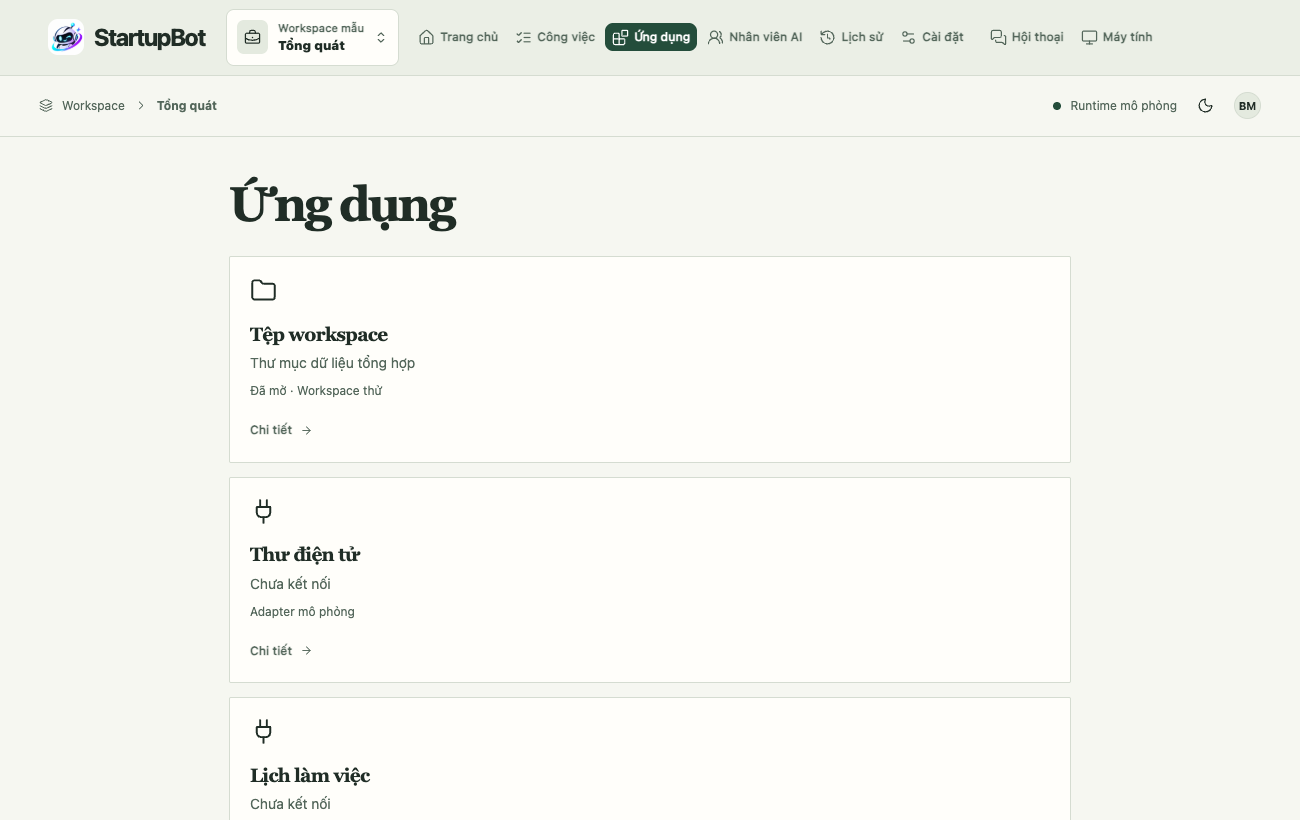 StartupBot
Workspace mẫu
Tổng quát
Trang chủ
Công việc
Ứng dụng
Nhân viên AI
Lịch sử
Cài đặt
Hội thoại
Máy tính
Workspace
Tổng quát
Runtime mô phỏng
BM
Ứng dụng
Tệp workspace
Thư mục dữ liệu tổng hợp
Đã mở · Workspace thử
Chi tiết
Thư điện tử
Chưa kết nối
Adapter mô phỏng
Chi tiết
Lịch làm việc
Chưa kết nối